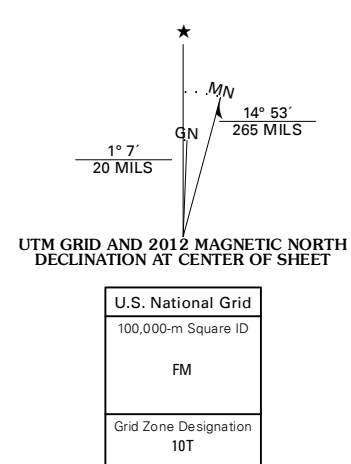 ★
MN
GN
14° 53´
265 MILS
1° 7´
20 MILS
UTM GRID AND 2012 MAGNETIC NORTH
DECLINATION AT CENTER OF SHEET
U.S. National Grid
100,000-m Square ID
FM
Grid Zone Designation
10T